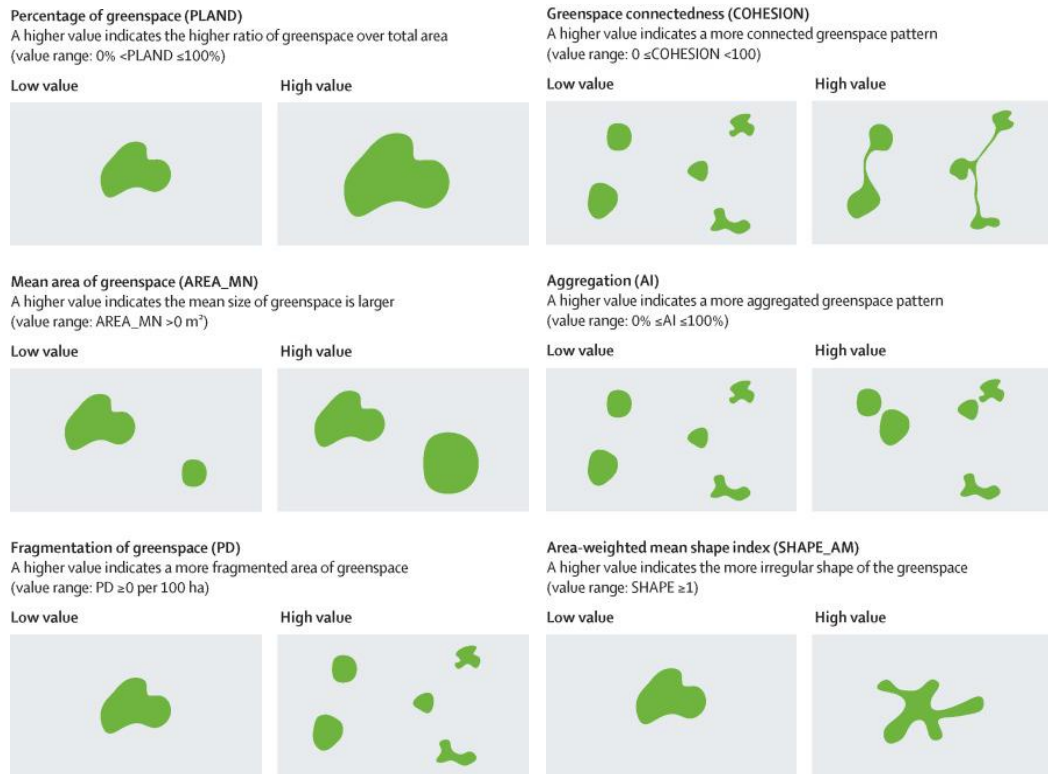 Percentage of greenspace (PLAND)
A higher value indicates the higher ratio of greenspace over total area
(value range: 0% <PLAND ≤100%)
Low value
High value
Greenspace connectedness (COHESION)
A higher value indicates a more connected greenspace pattern
(value range: 0 ≤COHESION <100)
Low value
High value
Mean area of greenspace (AREA_MN)
A higher value indicates the mean size of greenspace is larger
(value range: AREA_MN >0 m²)
Low value
High value
Aggregation (AI)
A higher value indicates a more aggregated greenspace pattern
(value range: 0% ≤AI ≤100%)
Low value
High value
Fragmentation of greenspace (PD)
A higher value indicates a more fragmented area of greenspace
(value range: PD ≥0 per 100 ha)
Low value
High value
Area-weighted mean shape index (SHAPE_AM)
A higher value indicates the more irregular shape of the greenspace
(value range: SHAPE ≥1)
Low value
High value